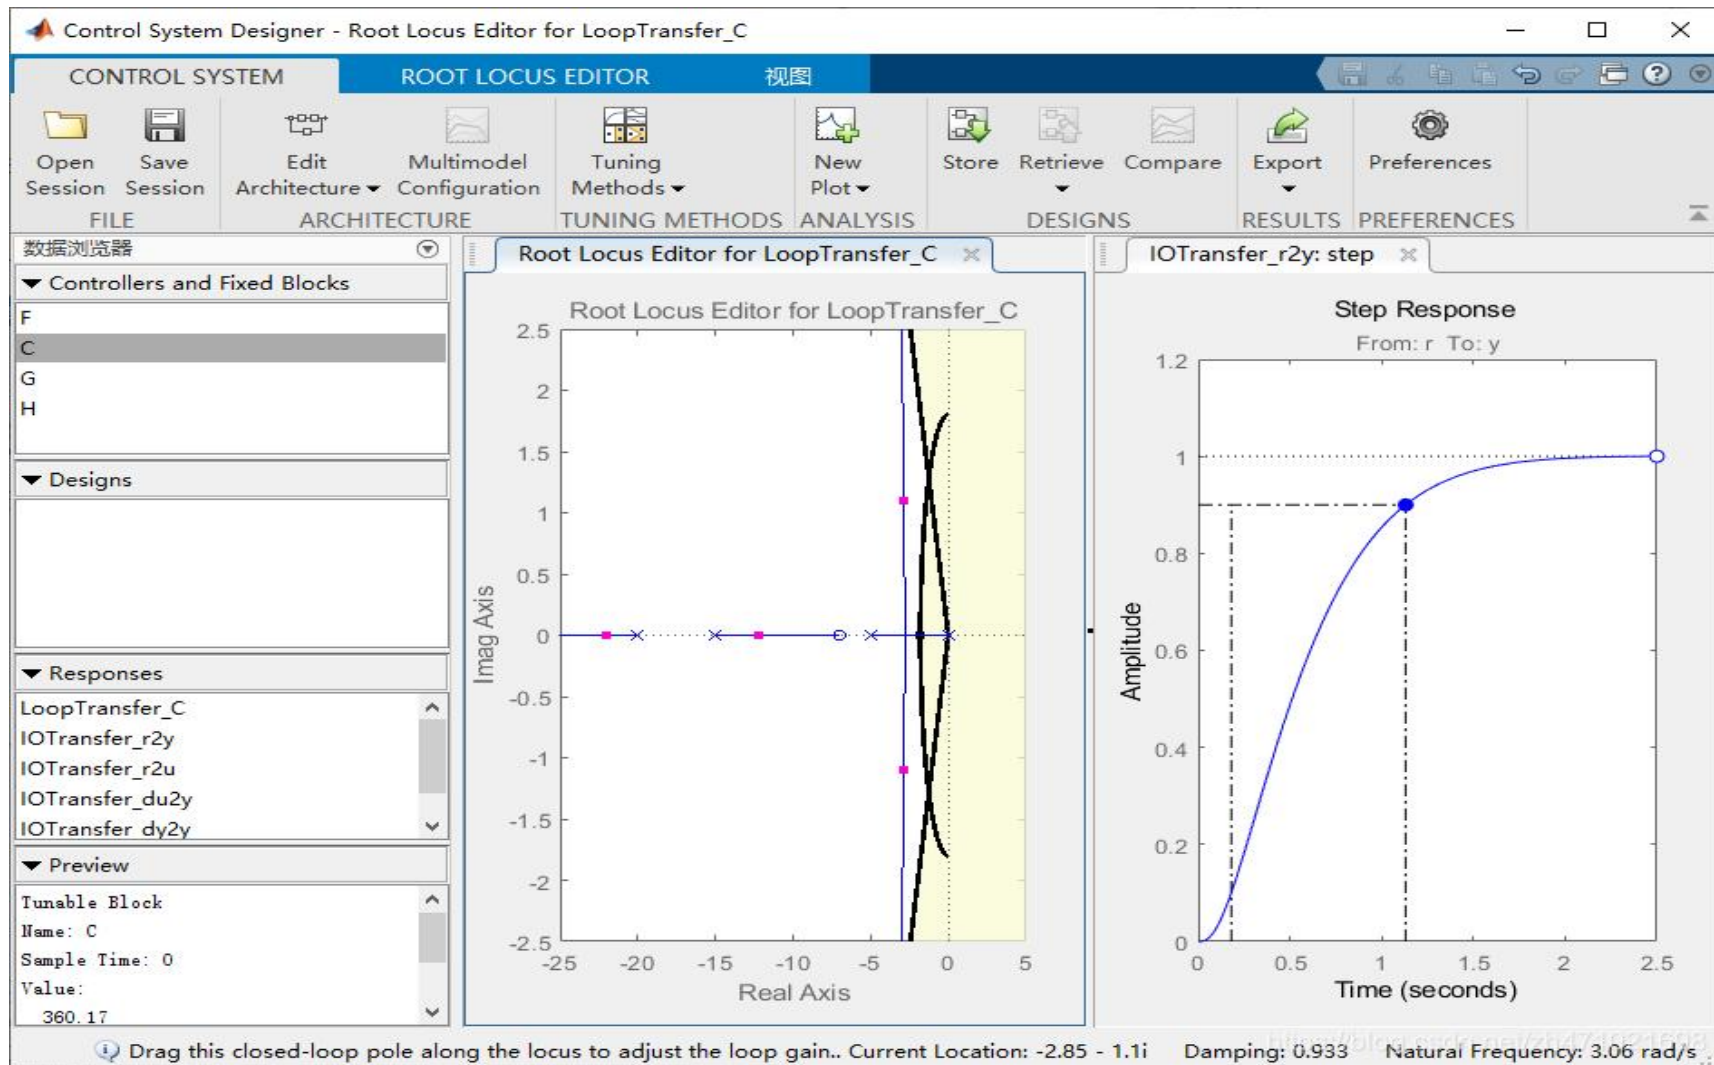 Control System Designer - Root Locus Editor for LoopTransfer_C
CONTROL SYSTEM ROOT LOCUS EDITOR 视图
Open Session
Save Session
Edit Architecture
Multimodel Configuration
Tuning Methods
New Plot
Store
Retrieve
Compare
Export
Preferences
FILE ARCHITECTURE TUNING METHODS ANALYSIS DESIGNS RESULTS PREFERENCES
数据浏览器
Controllers and Fixed Blocks
F
C
G
H
Designs
Responses
LoopTransfer_C
IOTransfer_r2y
IOTransfer_r2u
IOTransfer_du2y
IOTransfer_dy2y
Preview
Tunable Block
Name: C
Sample Time: 0
Value:
360.17
Root Locus Editor for LoopTransfer_C
Root Locus Editor for LoopTransfer_C
2.5
2
1.5
1
0.5
0
-0.5
-1
-1.5
-2
-2.5
Imag Axis
-25 -20 -15 -10 -5 0 5
Real Axis
IOTransfer_r2y: step
Step Response
From: r To: y
1.2
1
0.8
0.6
0.4
0.2
0
Amplitude
0 0.5 1 1.5 2 2.5
Time (seconds)
Drag this closed-loop pole along the locus to adjust the loop gain.. Current Location: -2.85 - 1.1i Damping: 0.933 Natural Frequency: 3.06 rad/s